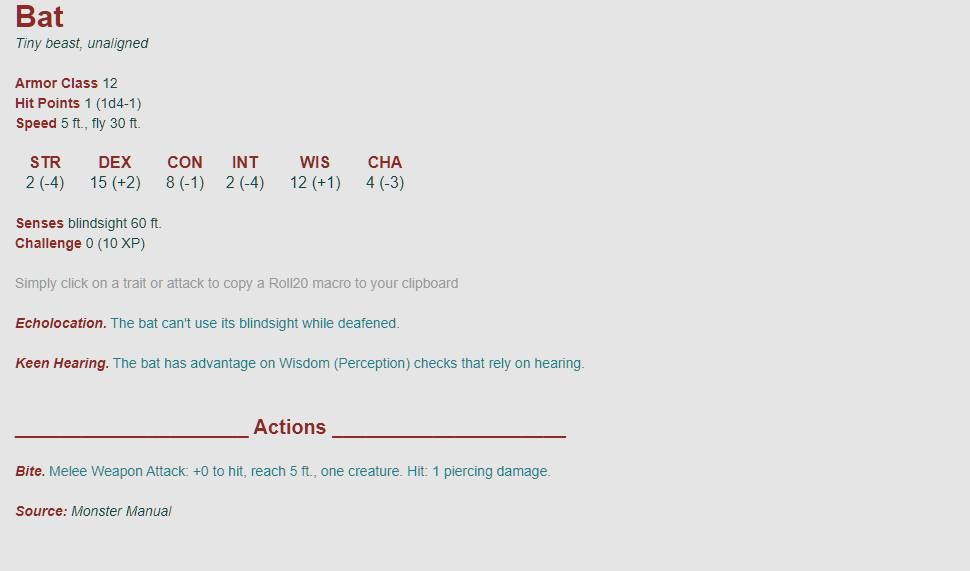 Bat
Tiny beast, unaligned
Armor Class 12
Hit Points 1 (1d4-1)
Speed 5 ft., fly 30 ft.
STR DEX CON INT WIS CHA
2 (-4) 15 (+2) 8 (-1) 2 (-4) 12 (+1) 4 (-3)
Senses blindsight 60 ft.
Challenge 0 (10 XP)
Simply click on a trait or attack to copy a Roll20 macro to your clipboard
Echolocation. The bat can't use its blindsight while deafened.
Keen Hearing. The bat has advantage on Wisdom (Perception) checks that rely on hearing.
Actions
Bite. Melee Weapon Attack: +0 to hit, reach 5 ft., one creature. Hit: 1 piercing damage.
Source: Monster Manual